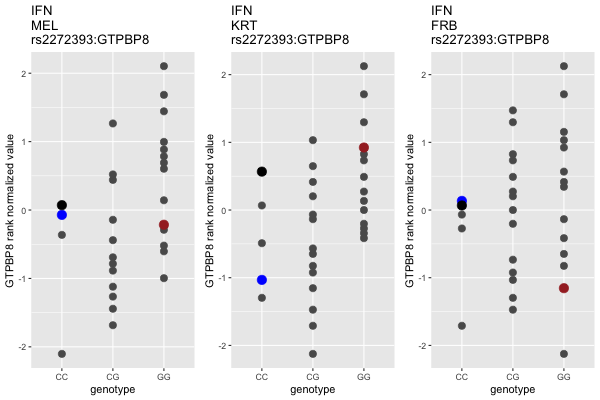 IFN
MEL
rs2272393:GTPBP8
GTPBP8 rank normalized value
2
1
0
-1
-2
CC
CG
GG
genotype
IFN
KRT
rs2272393:GTPBP8
GTPBP8 rank normalized value
2
1
0
-1
-2
CC
CG
GG
genotype
IFN
FRB
rs2272393:GTPBP8
GTPBP8 rank normalized value
2
1
0
-1
-2
CC
CG
GG
genotype